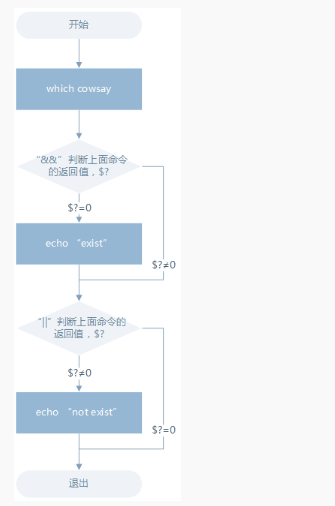 开始
which cowsay
“&&”判断上面命令
的返回值，$?
$?=0
echo “exist”
$?≠0
“||”判断上面命令的
返回值，$?
$?≠0
echo “not exist”
$?=0
退出